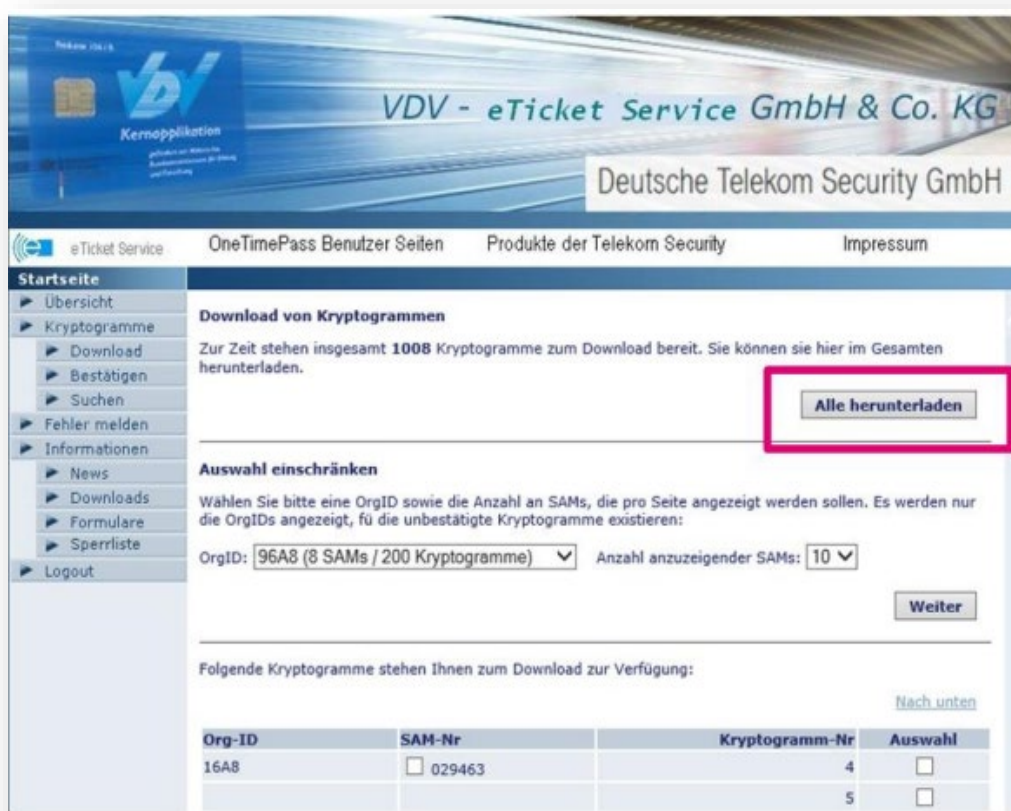 VDV
Kernapplikation
VDV - eTicket Service GmbH & Co. KG
Deutsche Telekom Security GmbH
eTicket Service
OneTimePass Benutzer Seiten
Produkte der Telekom Security
Impressum
Startseite
Übersicht
Kryptogramme
Download
Bestätigen
Suchen
Fehler melden
Informationen
News
Downloads
Formulare
Sperrliste
Logout
Download von Kryptogrammen
Zur Zeit stehen insgesamt 1008 Kryptogramme zum Download bereit. Sie können sie hier im Gesamten
herunterladen.
Alle herunterladen
Auswahl einschränken
Wählen Sie bitte eine OrgID sowie die Anzahl an SAMs, die pro Seite angezeigt werden sollen. Es werden nur
die OrgIDs angezeigt, fü die unbestätigte Kryptogramme existieren:
OrgID: 96A8 (8 SAMs / 200 Kryptogramme) Anzahl anzuzeigender SAMs: 10
Weiter
Folgende Kryptogramme stehen Ihnen zum Download zur Verfügung:
Nach unten
Org-ID SAM-Nr Kryptogramm-Nr Auswahl
16A8 029463 4
5